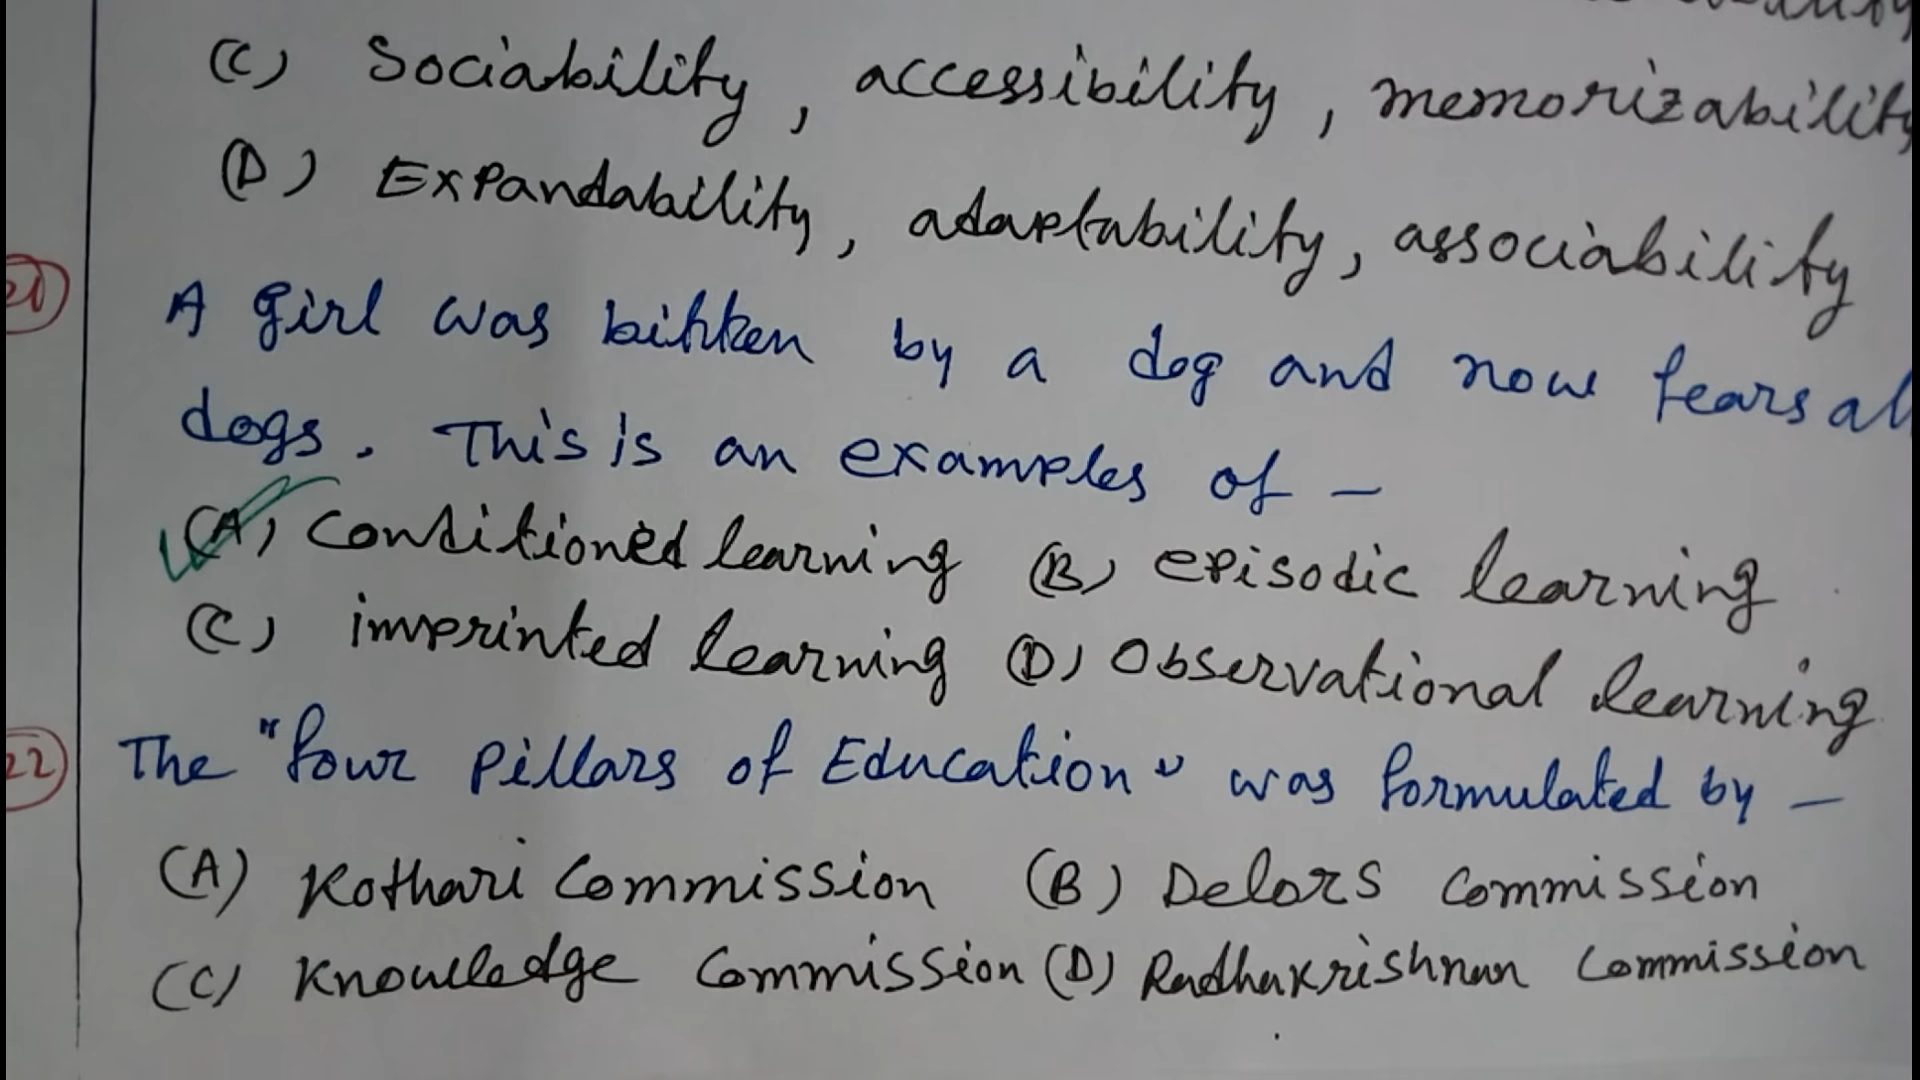 (C) Sociability, accessibility, memorizability
(D) Expandability, adaptability, associability
21) A girl was bitten by a dog and now fears al
dogs. This is an examples of -
(A) Conditioned learning (B) episodic learning
(C) imprinted learning (D) Observational learning
22) The "four Pillars of Education" was formulated by -
(A) Kothari Commission (B) Delors Commission
(C) Knowledge Commission (D) Radhakrishnan Commission